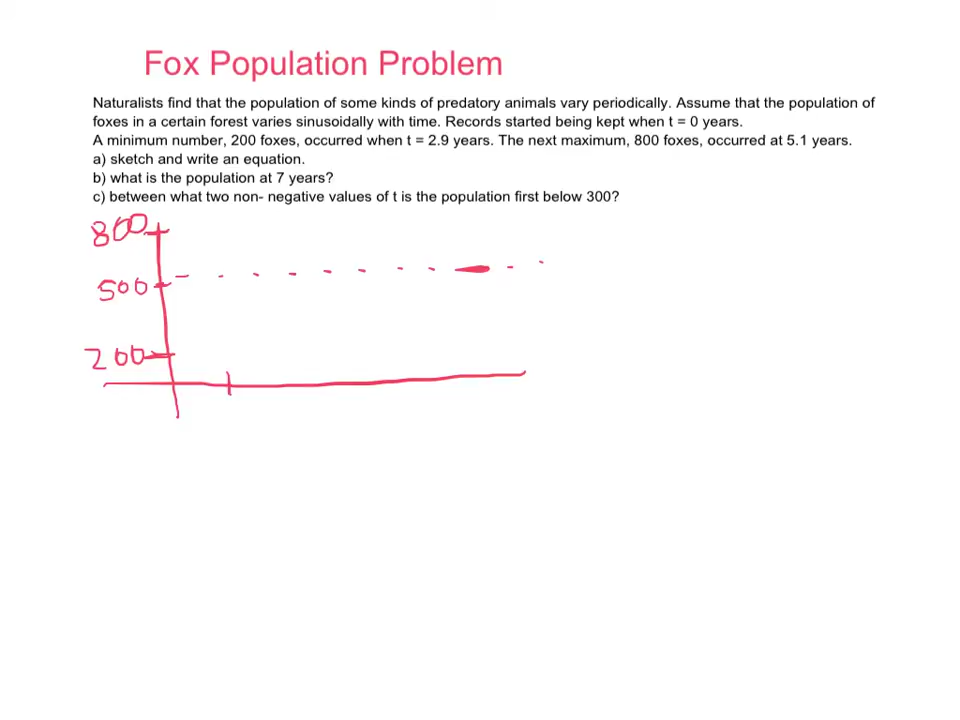 Fox Population Problem
Naturalists find that the population of some kinds of predatory animals vary periodically. Assume that the population of
foxes in a certain forest varies sinusoidally with time. Records started being kept when t = 0 years.
A minimum number, 200 foxes, occurred when t = 2.9 years. The next maximum, 800 foxes, occurred at 5.1 years.
a) sketch and write an equation.
b) what is the population at 7 years?
c) between what two non- negative values of t is the population first below 300?
800
500
200